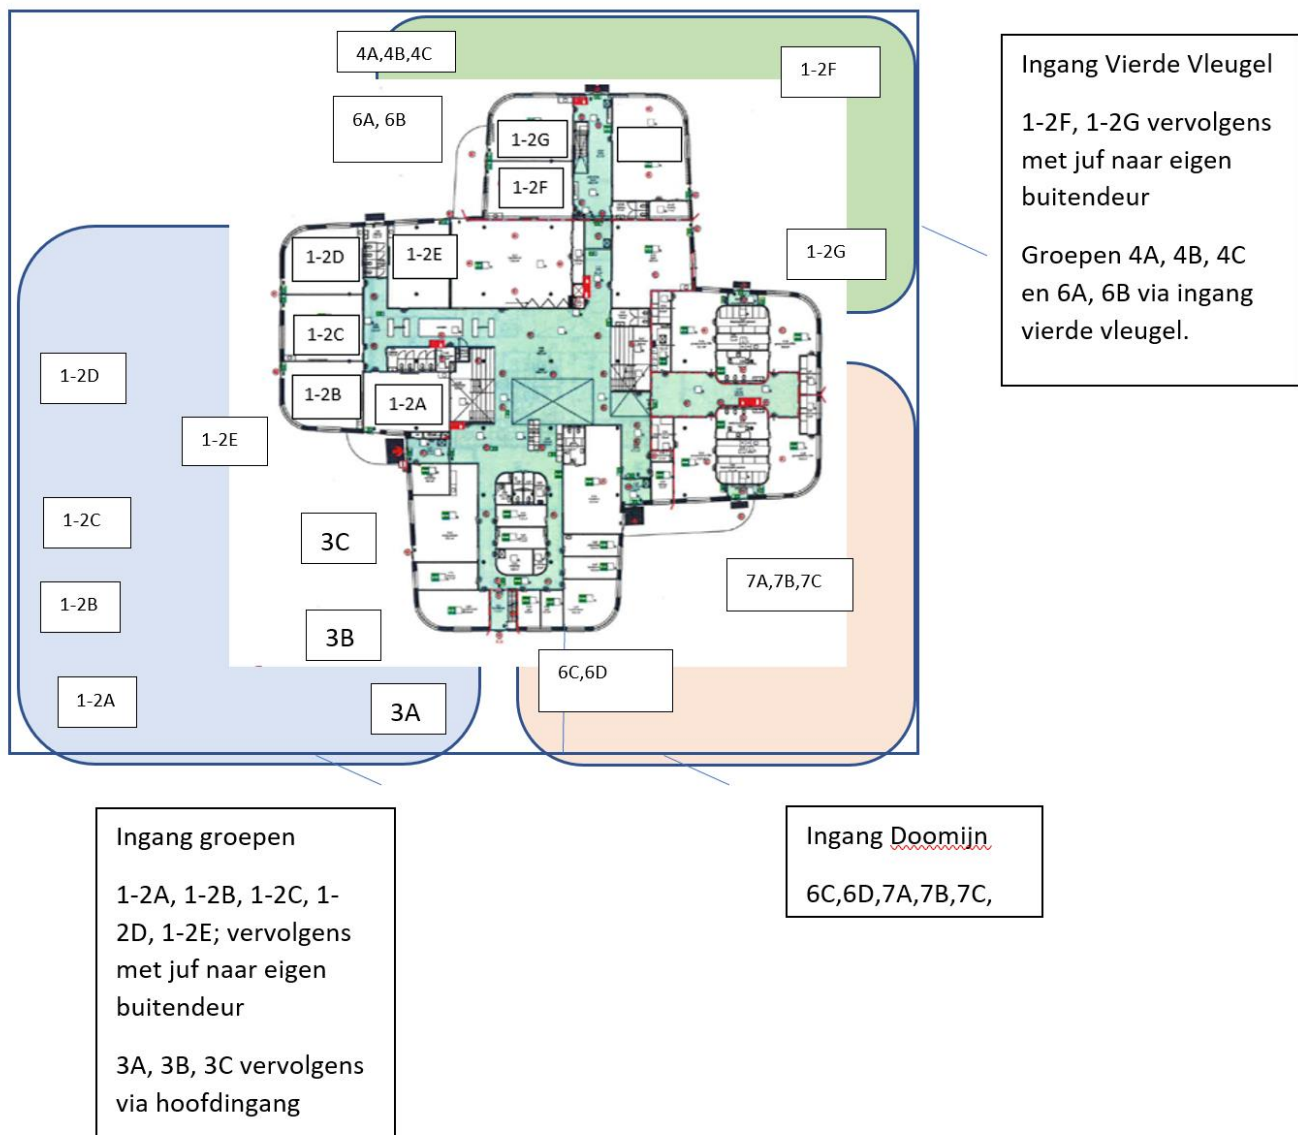 4A,4B,4C
1-2F
6A, 6B
1-2G
1-2F
1-2G
1-2D
1-2E
1-2C
1-2B
1-2A
1-2D
1-2E
1-2C
1-2B
1-2A
3C
3B
3A
7A,7B,7C
6C,6D
Ingang Vierde Vleugel
1-2F, 1-2G vervolgens
met juf naar eigen
buitendeur
Groepen 4A, 4B, 4C
en 6A, 6B via ingang
vierde vleugel.
Ingang groepen
1-2A, 1-2B, 1-2C, 1-
2D, 1-2E; vervolgens
met juf naar eigen
buitendeur
3A, 3B, 3C vervolgens
via hoofdingang
Ingang Doomijn
6C,6D,7A,7B,7C,